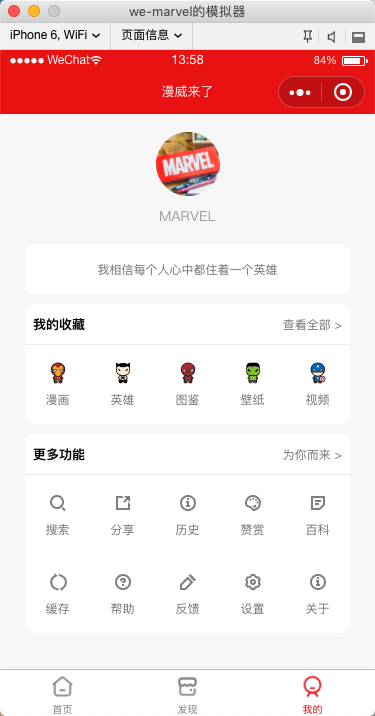 we-marvel的模拟器
iPhone 6, WiFi 页面信息
WeChat 13:58 84%
漫威来了
MARVEL
MARVEL
我相信每个人心中都住着一个英雄
我的收藏 查看全部 >
漫画 英雄 图鉴 壁纸 视频
更多功能 为你而来 >
搜索 分享 历史 赞赏 百科
缓存 帮助 反馈 设置 关于
首页 发现 我的